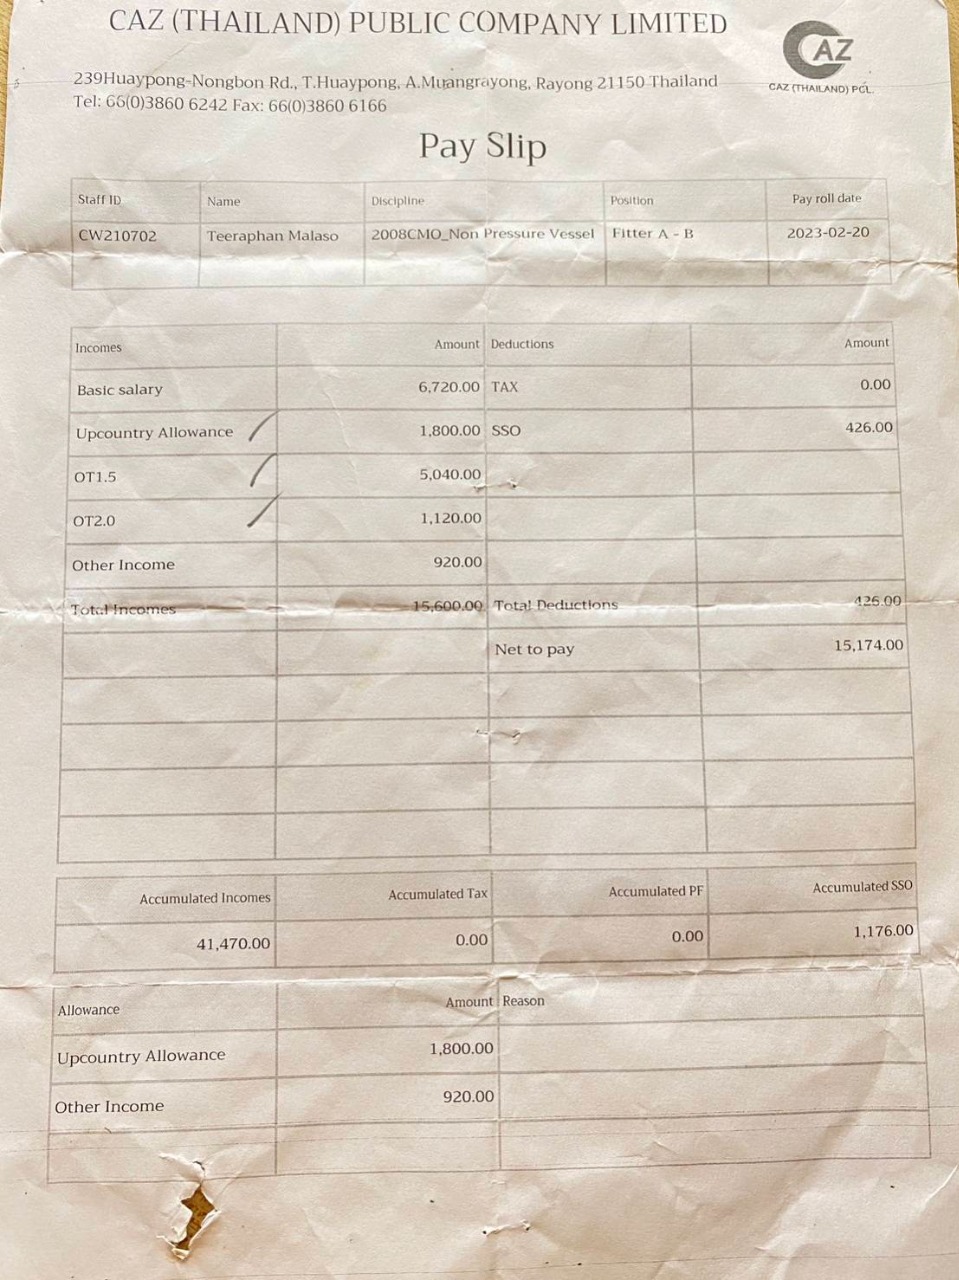 CAZ (THAILAND) PUBLIC COMPANY LIMITED
CAZ
CAZ (THAILAND) PCL.
239Huaypong-Nongbon Rd., T.Huaypong, A.Muangrayong, Rayong 21150 Thailand
Tel: 66(0)3860 6242 Fax: 66(0)3860 6166
Pay Slip
Staff ID Name Discipline Position Pay roll date
CW210702 Teeraphan Malaso 2008CMO_Non Pressure Vessel Fitter A - B 2023-02-20
Incomes Amount Deductions Amount
Basic salary 6,720.00 TAX 0.00
Upcountry Allowance 1,800.00 SSO 426.00
OT1.5 5,040.00
OT2.0 1,120.00
Other Income 920.00
Total Incomes 15,600.00 Total Deductions 426.00
Net to pay 15,174.00
Accumulated Incomes Accumulated Tax Accumulated PF Accumulated SSO
41,470.00 0.00 0.00 1,176.00
Allowance Amount Reason
Upcountry Allowance 1,800.00
Other Income 920.00